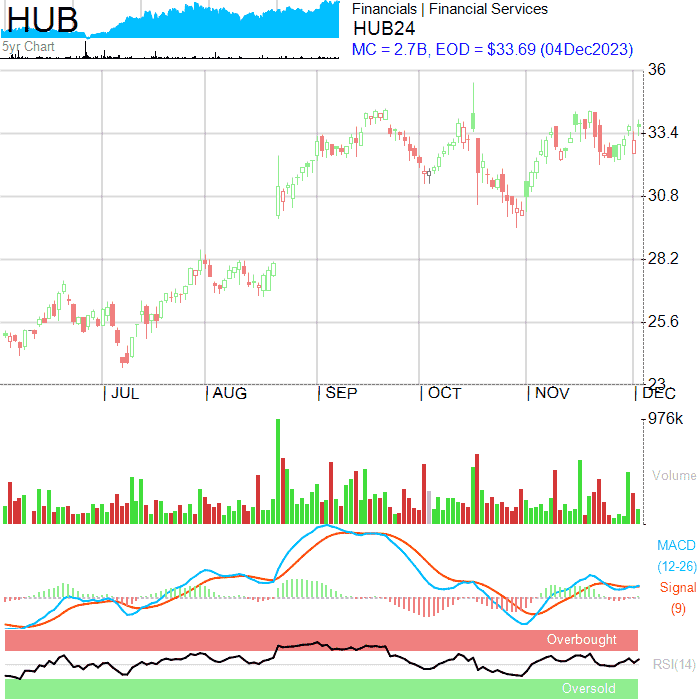 HUB
5yr Chart
Financials | Financial Services
HUB24
MC = 2.7B, EOD = $33.69 (04Dec2023)
36
33.4
30.8
28.2
25.6
23
JUL AUG SEP OCT NOV DEC
976k
Volume
MACD
(12-26)
Signal
(9)
Overbought
RSI(14)
Oversold